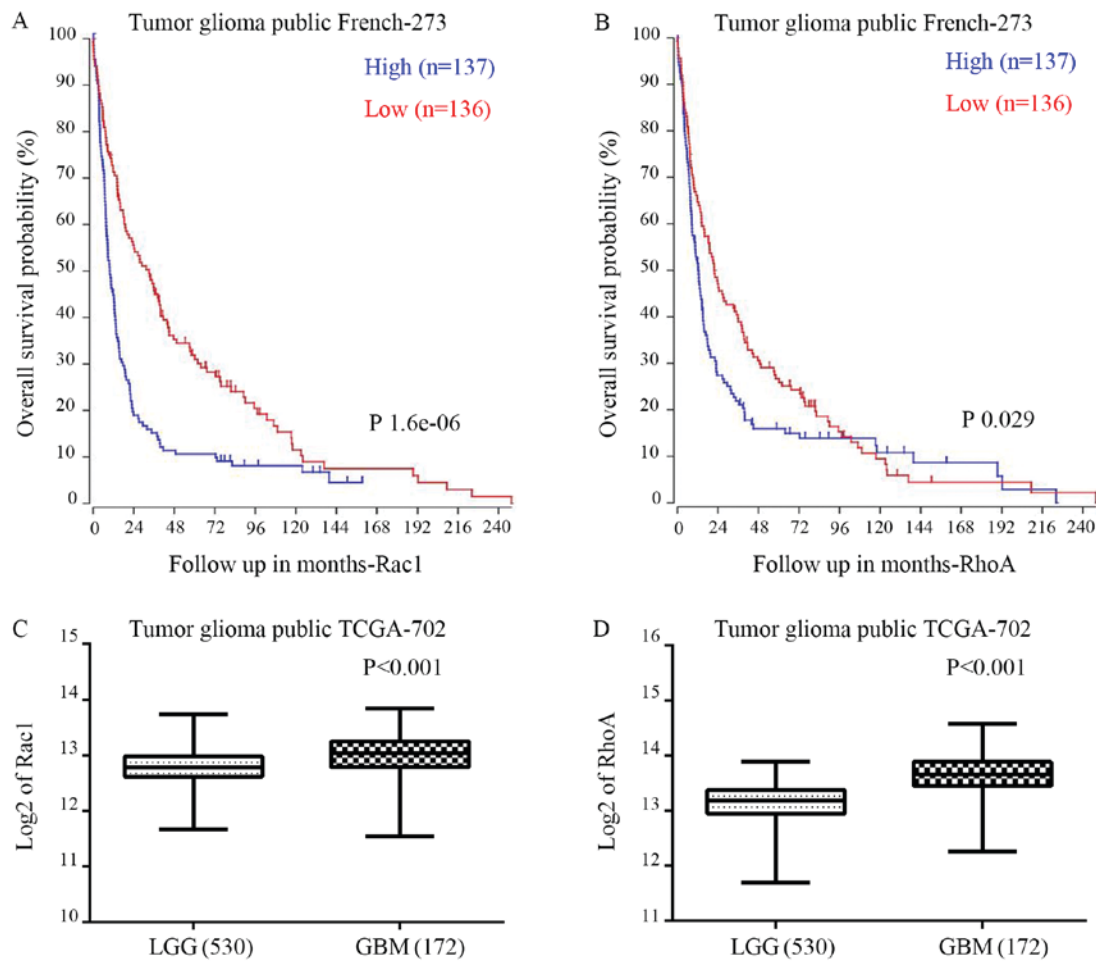 A
Tumor glioma public French-273
100
90
80
70
60
50
40
30
20
10
0
High (n=137)
Low (n=136)
P 1.6e-06
Overall survival probability (%)
0 24 48 72 96 120 144 168 192 216 240
Follow up in months-Rac1
B
Tumor glioma public French-273
100
90
80
70
60
50
40
30
20
10
0
High (n=137)
Low (n=136)
P 0.029
Overall survival probability (%)
0 24 48 72 96 120 144 168 192 216 240
Follow up in months-RhoA
C
Tumor glioma public TCGA-702
P<0.001
15
14
13
12
11
10
Log2 of Rac1
LGG (530) GBM (172)
D
Tumor glioma public TCGA-702
P<0.001
16
15
14
13
12
11
Log2 of RhoA
LGG (530) GBM (172)